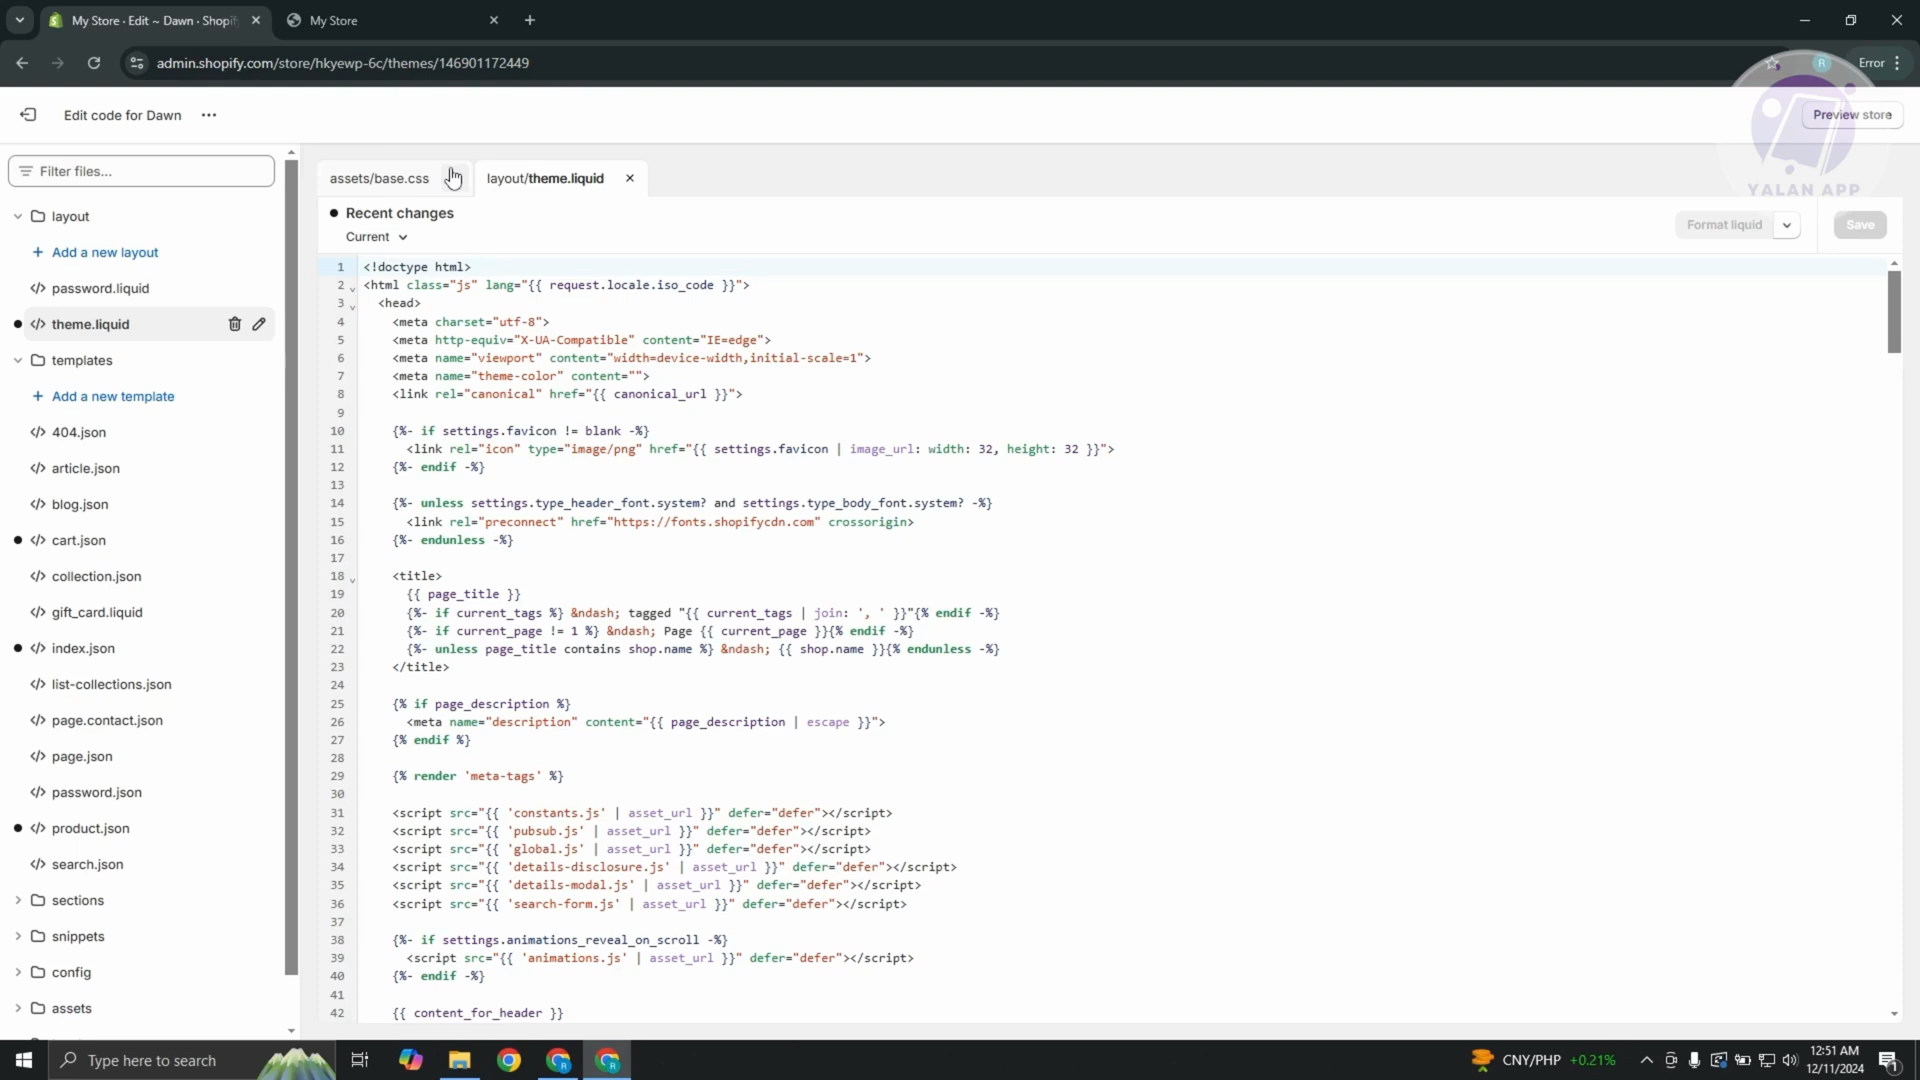 My Store · Edit ~ Dawn · Shopif
My Store
admin.shopify.com/store/hkyewp-6c/themes/146901172449
R
Error
Edit code for Dawn
Preview store
YALAN APP
Filter files...
layout
Add a new layout
password.liquid
theme.liquid
templates
Add a new template
404.json
article.json
blog.json
cart.json
collection.json
gift_card.liquid
index.json
list-collections.json
page.contact.json
page.json
password.json
product.json
search.json
sections
snippets
config
assets
assets/base.css
layout/theme.liquid
Recent changes
Current
Format liquid
Save
1 <!doctype html>
2 <html class="js" lang="{{ request.locale.iso_code }}">
3 <head>
4 <meta charset="utf-8">
5 <meta http-equiv="X-UA-Compatible" content="IE=edge">
6 <meta name="viewport" content="width=device-width,initial-scale=1">
7 <meta name="theme-color" content="">
8 <link rel="canonical" href="{{ canonical_url }}">
9
10 {%- if settings.favicon != blank -%}
11 <link rel="icon" type="image/png" href="{{ settings.favicon | image_url: width: 32, height: 32 }}">
12 {%- endif -%}
13
14 {%- unless settings.type_header_font.system? and settings.type_body_font.system? -%}
15 <link rel="preconnect" href="https://fonts.shopifycdn.com" crossorigin>
16 {%- endunless -%}
17
18 <title>
19 {{ page_title }}
20 {%- if current_tags %} &ndash; tagged "{{ current_tags | join: ', ' }}"{% endif -%}
21 {%- if current_page != 1 %} &ndash; Page {{ current_page }}{% endif -%}
22 {%- unless page_title contains shop.name %} &ndash; {{ shop.name }}{% endunless -%}
23 </title>
24
25 {% if page_description %}
26 <meta name="description" content="{{ page_description | escape }}">
27 {% endif %}
28
29 {% render 'meta-tags' %}
30
31 <script src="{{ 'constants.js' | asset_url }}" defer="defer"></script>
32 <script src="{{ 'pubsub.js' | asset_url }}" defer="defer"></script>
33 <script src="{{ 'global.js' | asset_url }}" defer="defer"></script>
34 <script src="{{ 'details-disclosure.js' | asset_url }}" defer="defer"></script>
35 <script src="{{ 'details-modal.js' | asset_url }}" defer="defer"></script>
36 <script src="{{ 'search-form.js' | asset_url }}" defer="defer"></script>
37
38 {%- if settings.animations_reveal_on_scroll -%}
39 <script src="{{ 'animations.js' | asset_url }}" defer="defer"></script>
40 {%- endif -%}
41
42 {{ content_for_header }}
Type here to search
CNY/PHP +0.21%
12:51 AM
12/11/2024
1